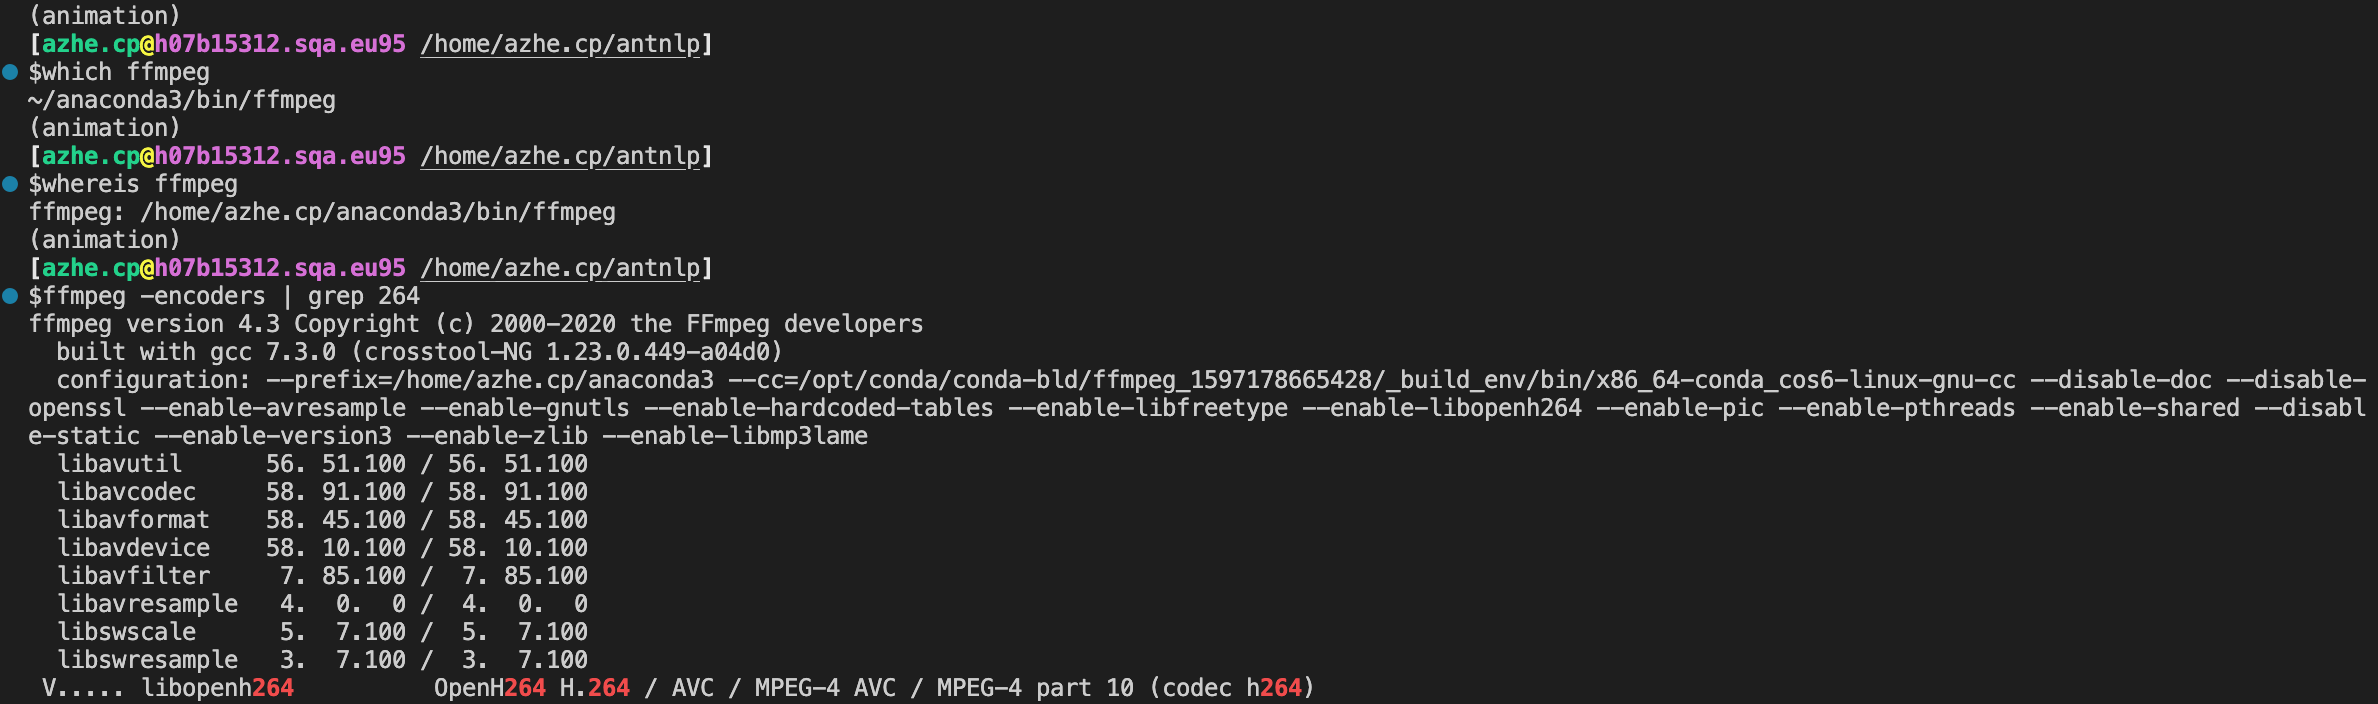 (animation)
[azhe.cp@h07b15312.sqa.eu95 /home/azhe.cp/antnlp]
$which ffmpeg
~/anaconda3/bin/ffmpeg
(animation)
[azhe.cp@h07b15312.sqa.eu95 /home/azhe.cp/antnlp]
$whereis ffmpeg
ffmpeg: /home/azhe.cp/anaconda3/bin/ffmpeg
(animation)
[azhe.cp@h07b15312.sqa.eu95 /home/azhe.cp/antnlp]
$ffmpeg -encoders | grep 264
ffmpeg version 4.3 Copyright (c) 2000-2020 the FFmpeg developers
  built with gcc 7.3.0 (crosstool-NG 1.23.0.449-a04d0)
  configuration: --prefix=/home/azhe.cp/anaconda3 --cc=/opt/conda/conda-bld/ffmpeg_1597178665428/_build_env/bin/x86_64-conda_cos6-linux-gnu-cc --disable-doc --disable-
openssl --enable-avresample --enable-gnutls --enable-hardcoded-tables --enable-libfreetype --enable-libopenh264 --enable-pic --enable-pthreads --enable-shared --disabl
e-static --enable-version3 --enable-zlib --enable-libmp3lame
  libavutil      56. 51.100 / 56. 51.100
  libavcodec     58. 91.100 / 58. 91.100
  libavformat    58. 45.100 / 58. 45.100
  libavdevice    58. 10.100 / 58. 10.100
  libavfilter     7. 85.100 /  7. 85.100
  libavresample   4.  0.  0 /  4.  0.  0
  libswscale      5.  7.100 /  5.  7.100
  libswresample   3.  7.100 /  3.  7.100
 V..... libopenh264          OpenH264 H.264 / AVC / MPEG-4 AVC / MPEG-4 part 10 (codec h264)